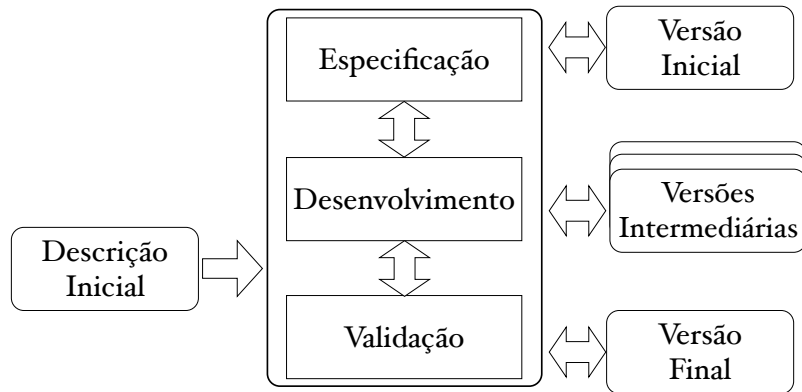 Especificação
Versão
Inicial
Desenvolvimento
Versões
Intermediárias
Descrição
Inicial
Validação
Versão
Final